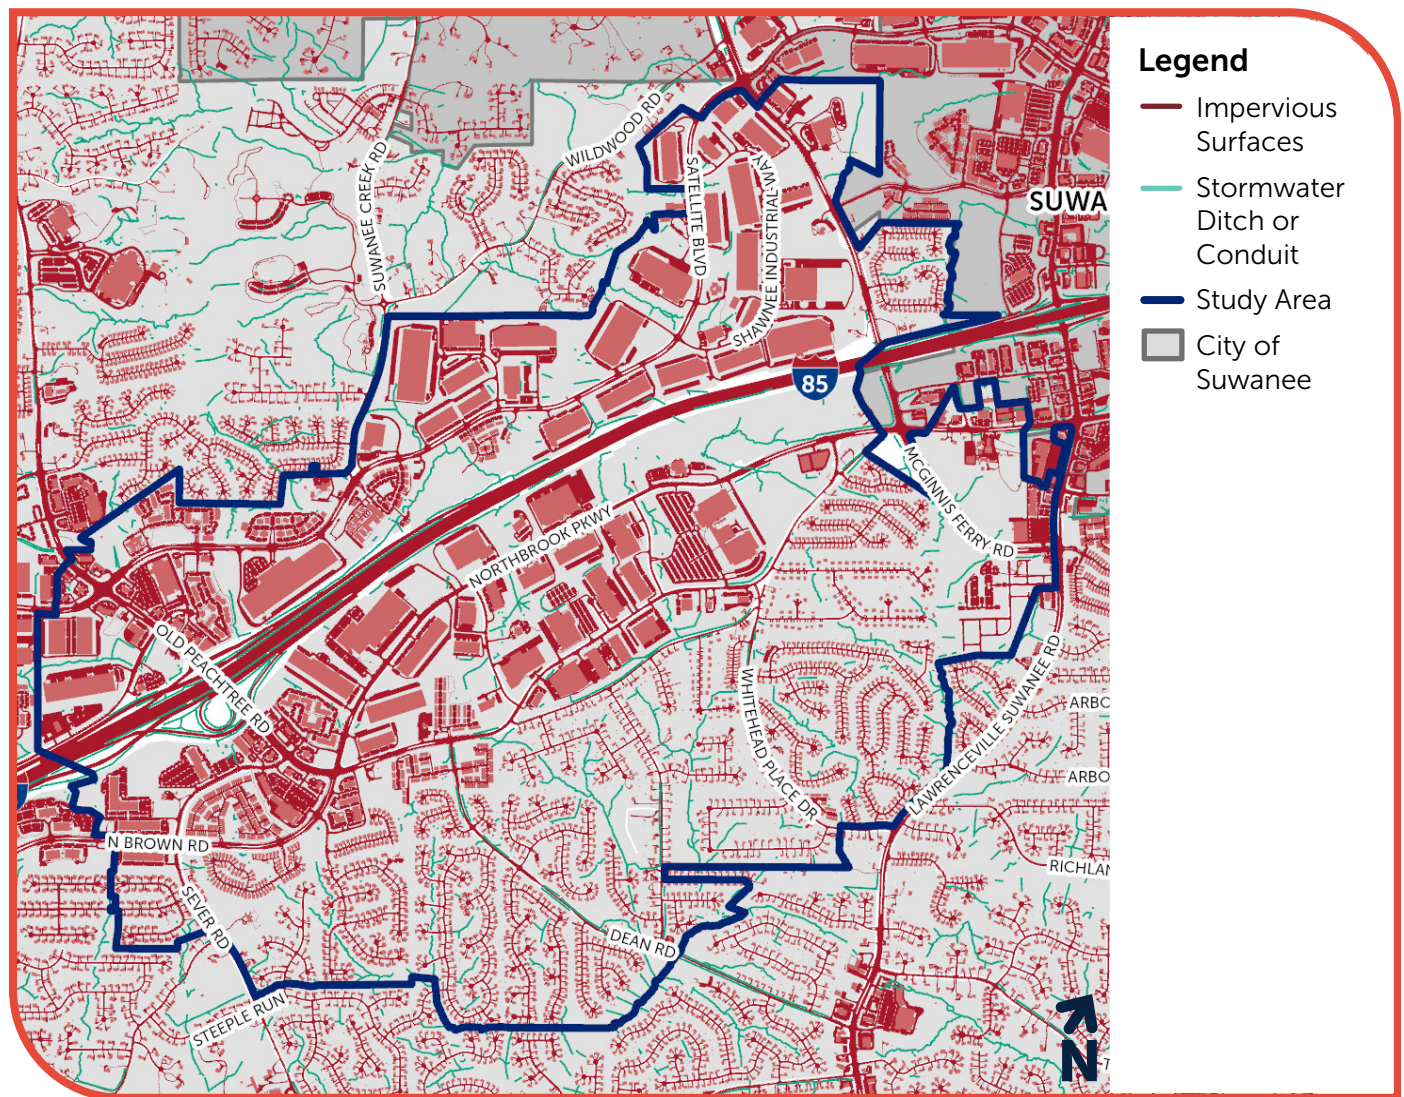 Legend
Impervious
Surfaces
Stormwater
Ditch or
Conduit
Study Area
City of
Suwanee
WILDWOOD RD
SUWANEE CREEK RD
SATELLITE BLVD
SHAWNEE INDUSTRIAL WAY
SUWA
85
MCGINNIS FERRY RD
NORTHBROOK PKWY
OLD PEACHTREE RD
WHITEHEAD PLACE DR
LAWRENCEVILLE SUWANEE RD
ARBO
ARBO
N BROWN RD
RICHLAN
SEVER RD
DEAN RD
STEEPLE RUN
N
T